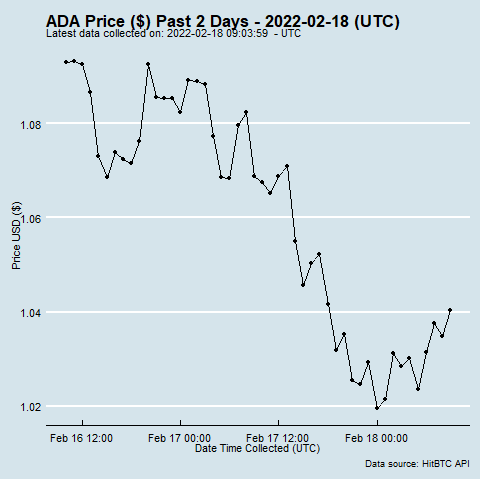 ADA Price ($) Past 2 Days - 2022-02-18 (UTC)
Latest data collected on: 2022-02-18 09:03:59 - UTC
1.08
1.06
Price USD ($)
1.04
1.02
Feb 16 12:00 Feb 17 00:00 Feb 17 12:00 Feb 18 00:00
Date Time Collected (UTC)
Data source: HitBTC API